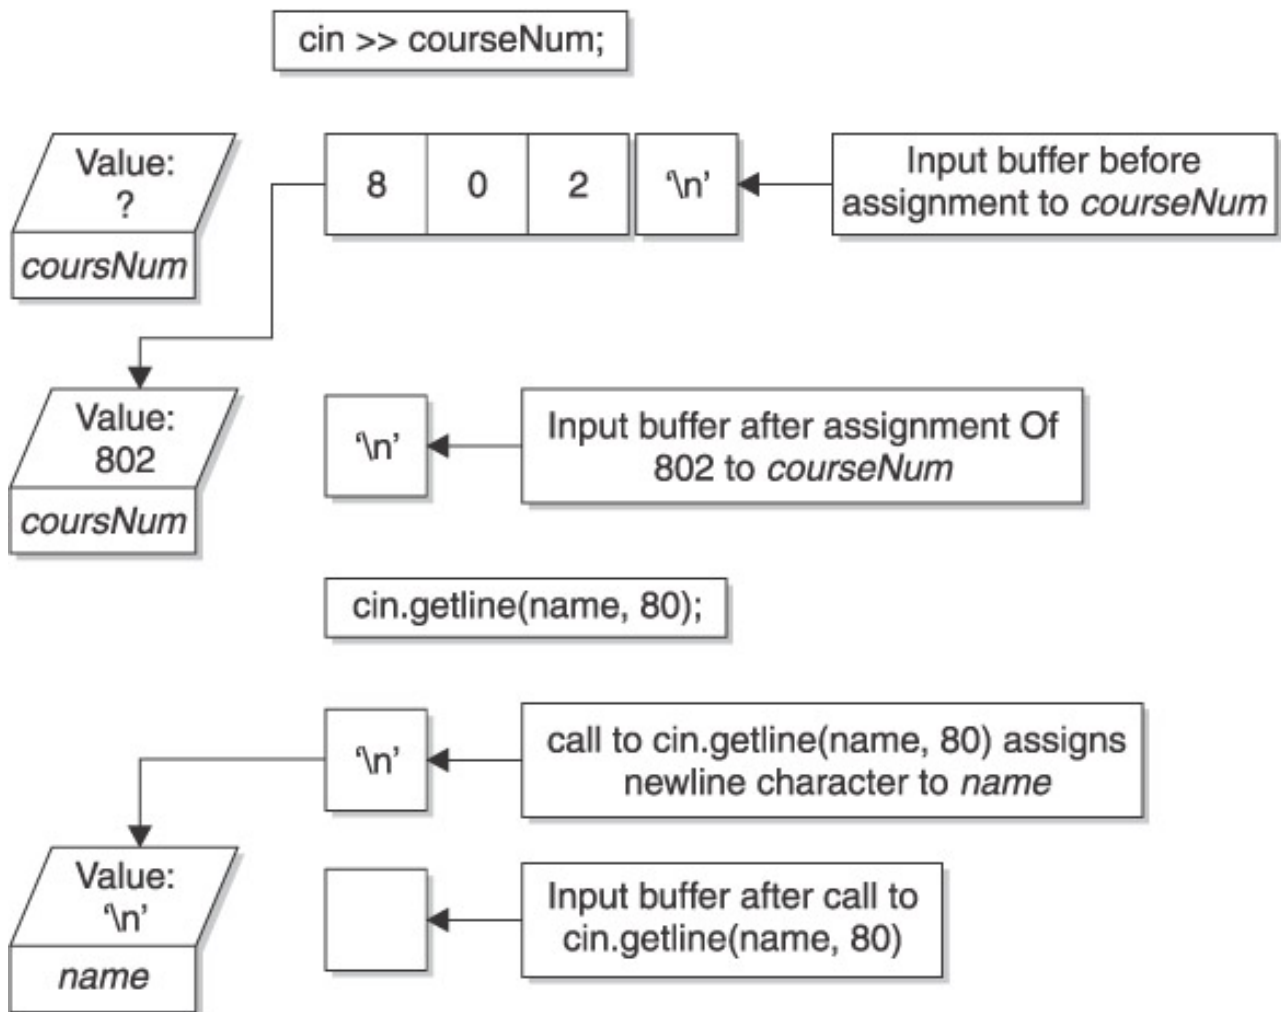 cin >> courseNum;
Value:
?
coursNum
8 0 2 ‘\n’
Input buffer before
assignment to courseNum
Value:
802
coursNum
‘\n’
Input buffer after assignment Of
802 to courseNum
cin.getline(name, 80);
‘\n’
call to cin.getline(name, 80) assigns
newline character to name
Value:
‘\n’
name
Input buffer after call to
cin.getline(name, 80)